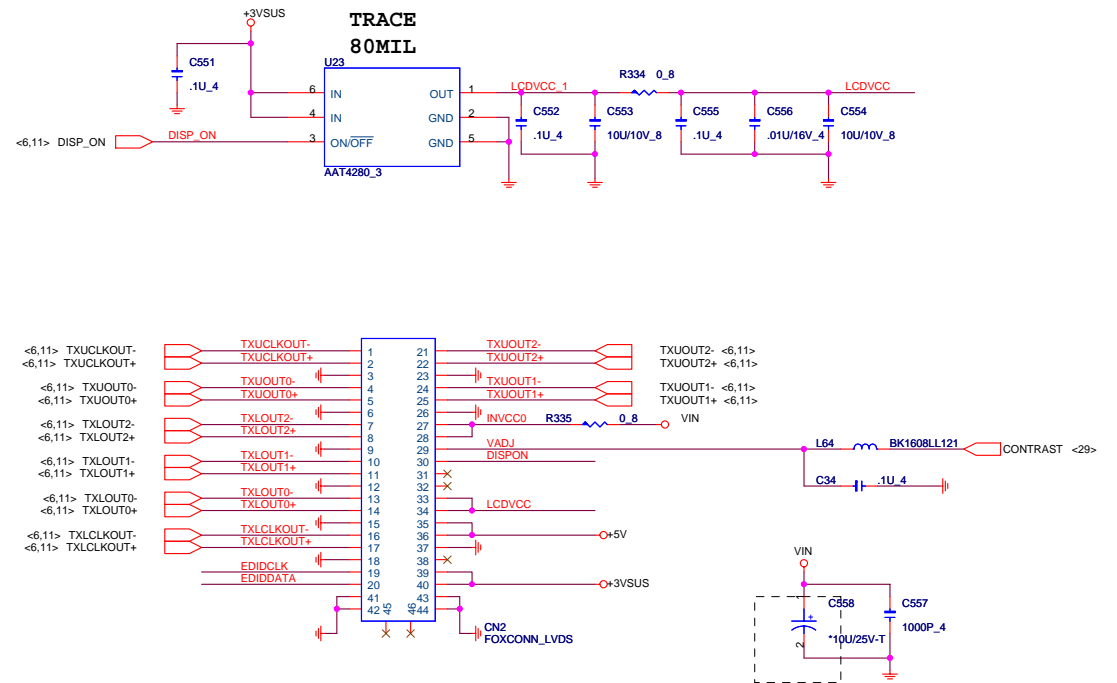 +3VSUS
TRACE
80MIL
C551
.1U_4
U23
6 IN OUT 1
4 IN GND 2
3 ON/OFF GND 5
AAT4280_3
<6,11> DISP_ON DISP_ON
LCDVCC_1
R334 0_8
LCDVCC
C552
.1U_4
C553
10U/10V_8
C555
.1U_4
C556
.01U/16V_4
C554
10U/10V_8
<6,11> TXUCLKOUT- TXUCLKOUT- 1
<6,11> TXUCLKOUT+ TXUCLKOUT+ 2
3
<6,11> TXUOUT0- TXUOUT0- 4
<6,11> TXUOUT0+ TXUOUT0+ 5
6
<6,11> TXLOUT2- TXLOUT2- 7
<6,11> TXLOUT2+ TXLOUT2+ 8
9
<6,11> TXLOUT1- TXLOUT1- 10
<6,11> TXLOUT1+ TXLOUT1+ 11
12
<6,11> TXLOUT0- TXLOUT0- 13
<6,11> TXLOUT0+ TXLOUT0+ 14
15
<6,11> TXLCLKOUT- TXLCLKOUT- 16
<6,11> TXLCLKOUT+ TXLCLKOUT+ 17
18
EDIDCLK 19
EDIDDATA 20
41
42
45
46
21 TXUOUT2- TXUOUT2- <6,11>
22 TXUOUT2+ TXUOUT2+ <6,11>
23
24 TXUOUT1- TXUOUT1- <6,11>
25 TXUOUT1+ TXUOUT1+ <6,11>
26
27 INVCC0 R335 0_8 VIN
28
29 VADJ L64 BK1608LL121 CONTRAST <29>
30 DISPON
31
32
33
34 LCDVCC
35
36 +5V
37
38
39
40 +3VSUS
43
44
CN2
FOXCONN_LVDS
C34 .1U_4
VIN
1
+
2
C558
*10U/25V-T
C557
1000P_4